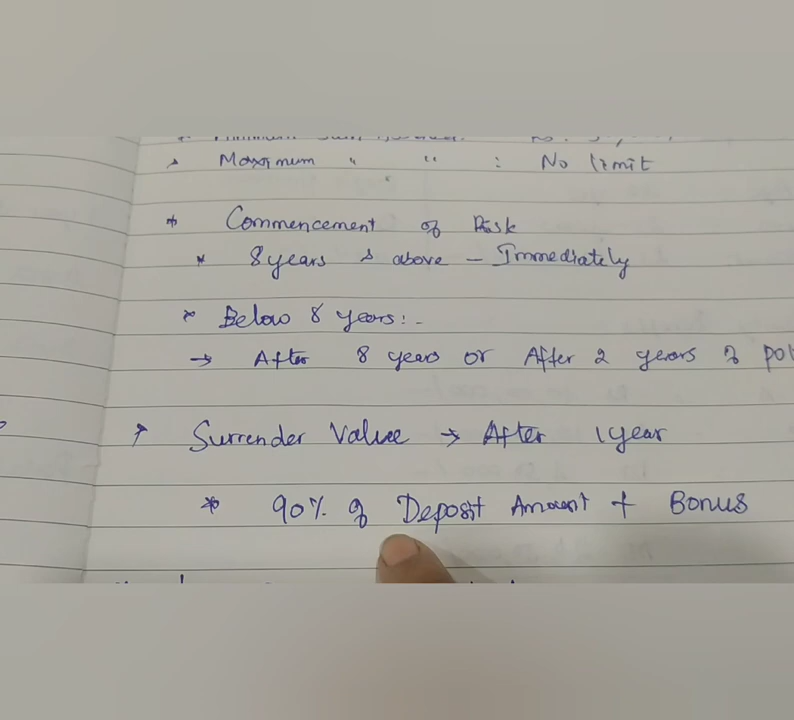 * Maximum " " : No limit
* Commencement of Risk
* 8 years & above - Immediately
* Below 8 years:-
→ After 8 years or After 2 years of pol
* Surrender Value → After 1 year
* 90% of Deposit Amount + Bonus